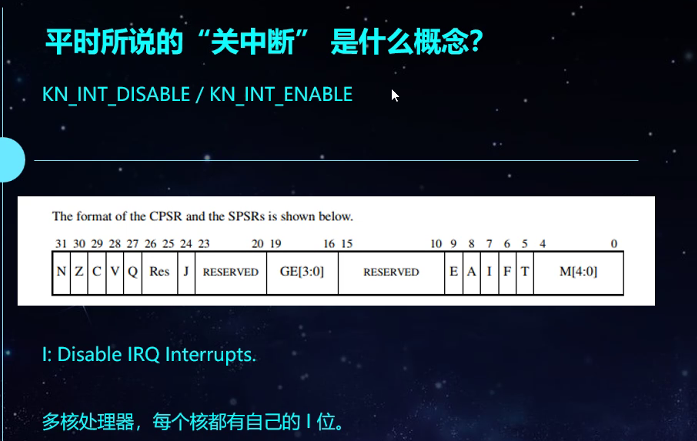 平时所说的“关中断” 是什么概念？
KN_INT_DISABLE / KN_INT_ENABLE
The format of the CPSR and the SPSRs is shown below.
31 30 29 28 27 26 25 24 23 20 19 16 15 10 9 8 7 6 5 4 0
N Z C V Q Res J RESERVED GE[3:0] RESERVED E A I F T M[4:0]
I: Disable IRQ Interrupts.
多核处理器，每个核都有自己的 I 位。